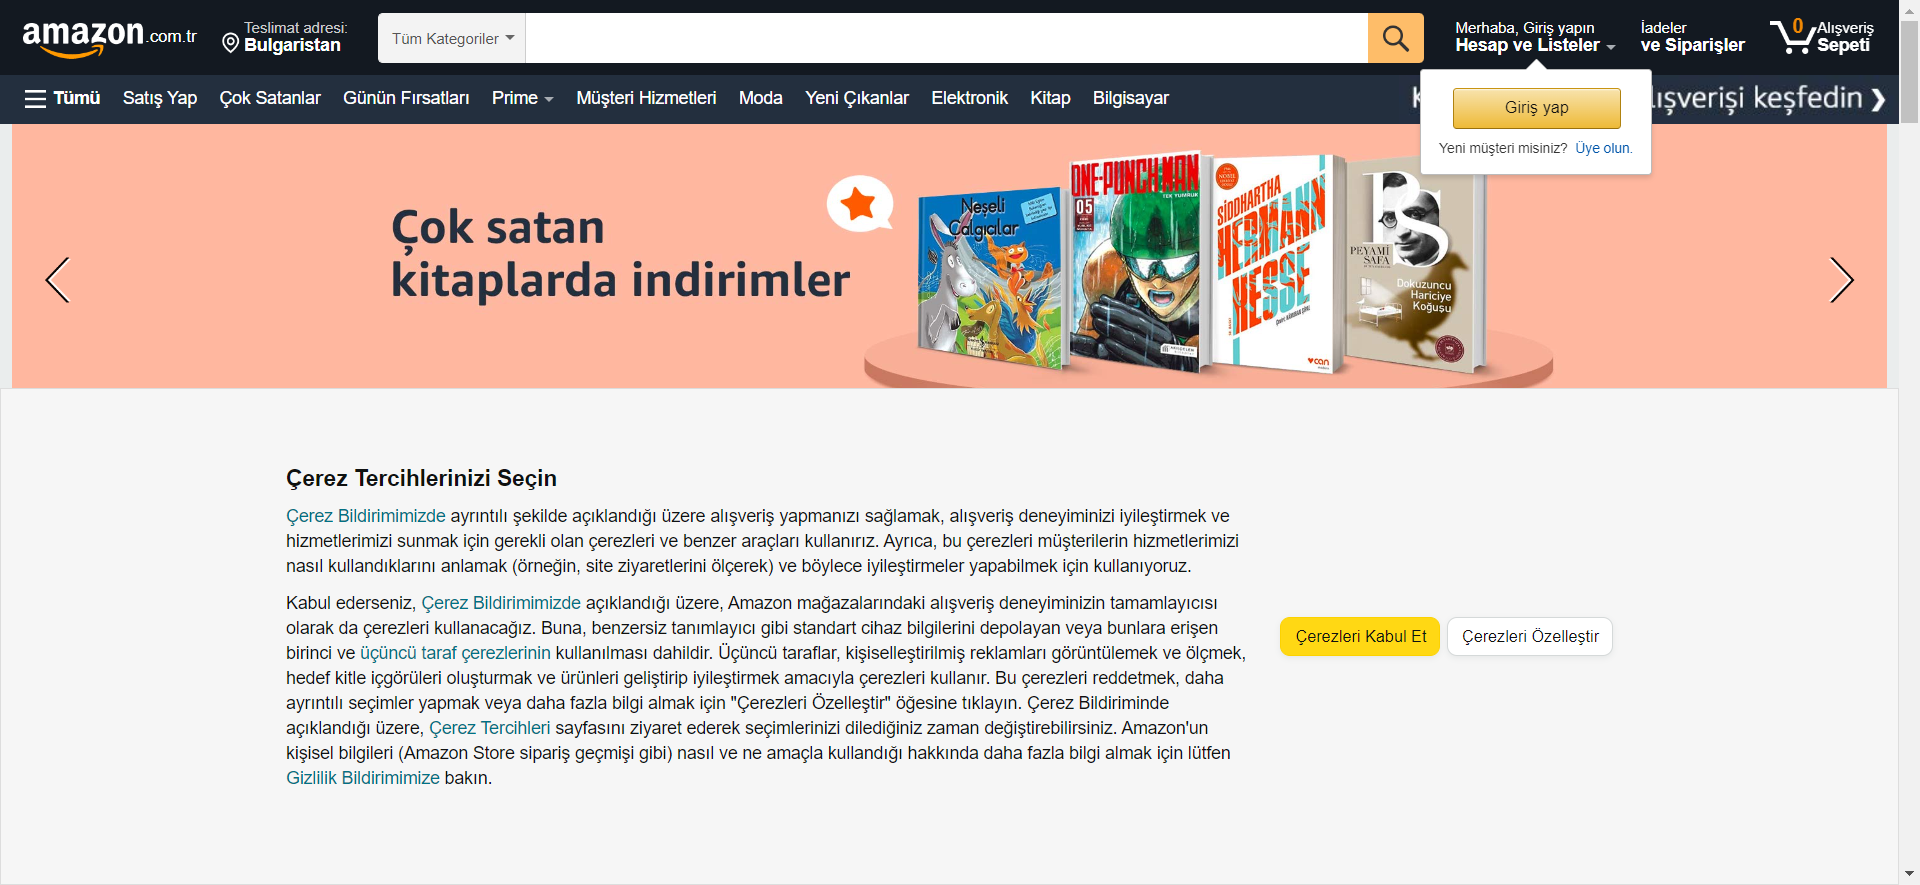 amazon.com.tr
Teslimat adresi:
Bulgaristan
Tüm Kategoriler
Merhaba, Giriş yapın
Hesap ve Listeler
İadeler
ve Siparişler
0
Alışveriş
Sepeti
Tümü
Satış Yap
Çok Satanlar
Günün Fırsatları
Prime
Müşteri Hizmetleri
Moda
Yeni Çıkanlar
Elektronik
Kitap
Bilgisayar
lışverişi keşfedin
Giriş yap
Yeni müşteri misiniz? Üye olun.
Çok satan
kitaplarda indirimler
Neşeli
Çalgıcılar
ONE-PUNCH MAN
TEK YUMRUK
05
SIDDHARTHA
HERMANN
HESSE
can
PS
PEYAMİ
SAFA
Dokuzuncu
Hariciye
Koğuşu
Çerez Tercihlerinizi Seçin
Çerez Bildirimimizde ayrıntılı şekilde açıklandığı üzere alışveriş yapmanızı sağlamak, alışveriş deneyiminizi iyileştirmek ve
hizmetlerimizi sunmak için gerekli olan çerezleri ve benzer araçları kullanırız. Ayrıca, bu çerezleri müşterilerin hizmetlerimizi
nasıl kullandıklarını anlamak (örneğin, site ziyaretlerini ölçerek) ve böylece iyileştirmeler yapabilmek için kullanıyoruz.
Kabul ederseniz, Çerez Bildirimimizde açıklandığı üzere, Amazon mağazalarındaki alışveriş deneyiminizin tamamlayıcısı
olarak da çerezleri kullanacağız. Buna, benzersiz tanımlayıcı gibi standart cihaz bilgilerini depolayan veya bunlara erişen
birinci ve üçüncü taraf çerezlerinin kullanılması dahildir. Üçüncü taraflar, kişiselleştirilmiş reklamları görüntülemek ve ölçmek,
hedef kitle içgörüleri oluşturmak ve ürünleri geliştirip iyileştirmek amacıyla çerezleri kullanır. Bu çerezleri reddetmek, daha
ayrıntılı seçimler yapmak veya daha fazla bilgi almak için "Çerezleri Özelleştir" öğesine tıklayın. Çerez Bildiriminde
açıklandığı üzere, Çerez Tercihleri sayfasını ziyaret ederek seçimlerinizi dilediğiniz zaman değiştirebilirsiniz. Amazon'un
kişisel bilgileri (Amazon Store sipariş geçmişi gibi) nasıl ve ne amaçla kullandığı hakkında daha fazla bilgi almak için lütfen
Gizlilik Bildirimimize bakın.
Çerezleri Kabul Et
Çerezleri Özelleştir